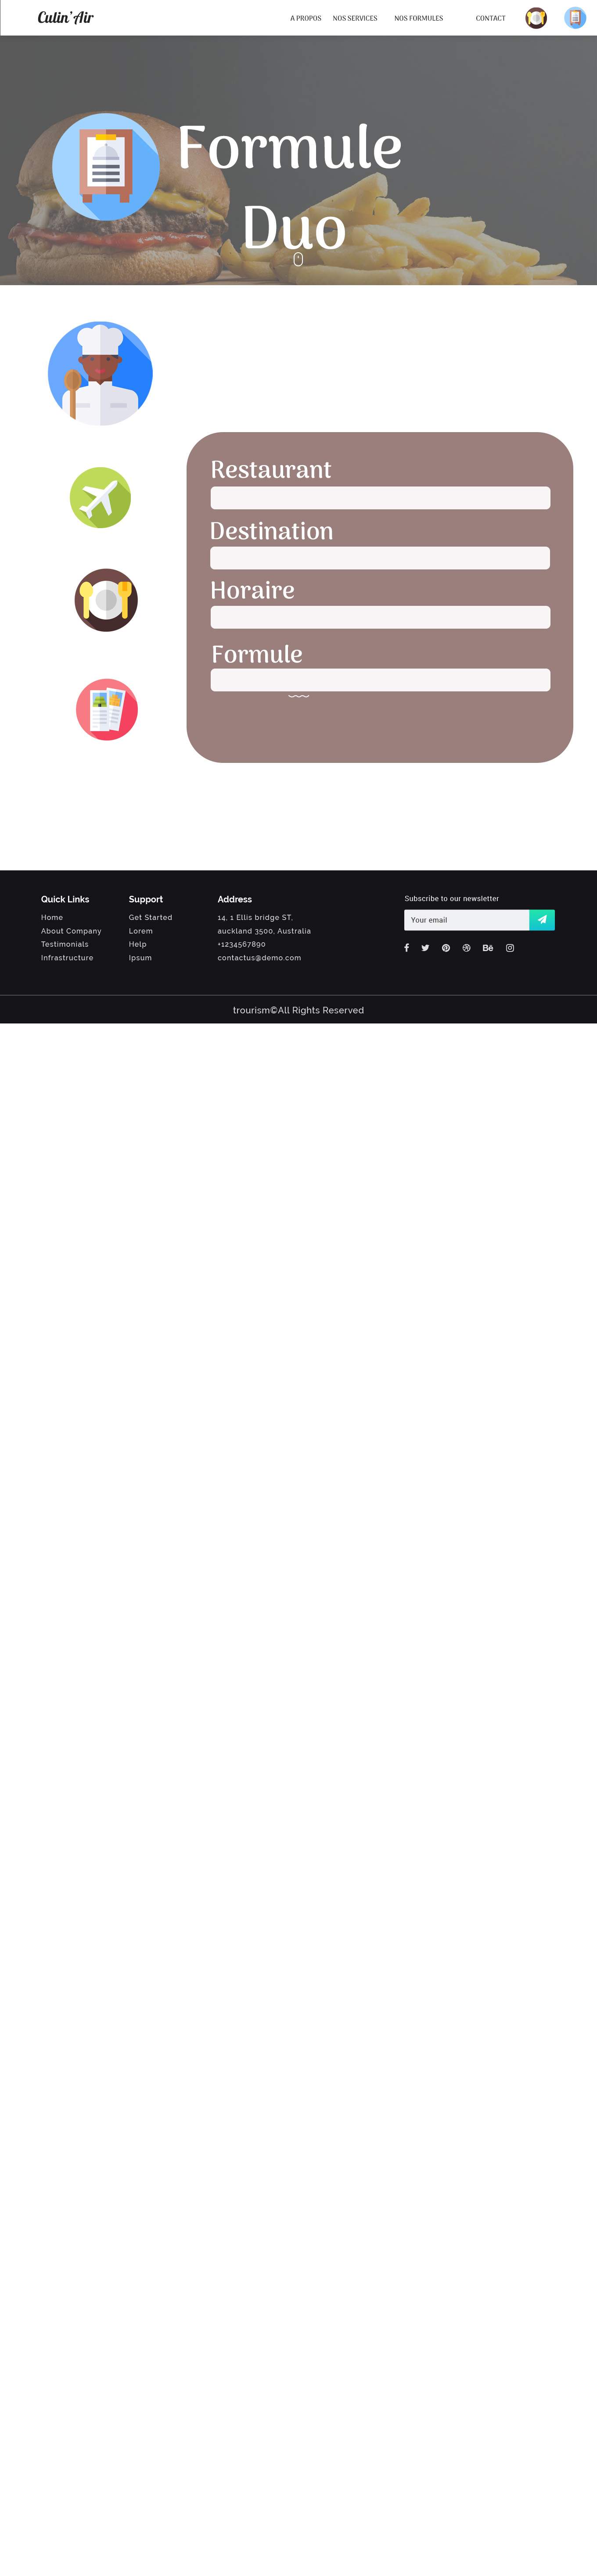 Culin'Air
A PROPOS NOS SERVICES NOS FORMULES CONTACT
Formule
Duo
Restaurant
Destination
Horaire
Formule
Quick Links
Home
About Company
Testimonials
Infrastructure
Support
Get Started
Lorem
Help
Ipsum
Address
14, 1 Ellis bridge ST,
auckland 3500, Australia
+1234567890
contactus@demo.com
Subscribe to our newsletter
Your email
Bē
trourism©All Rights Reserved